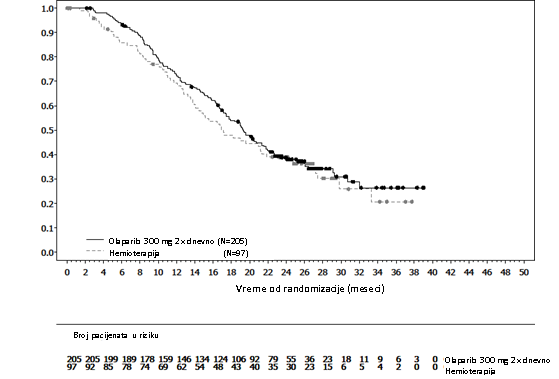 1.0
0.9
0.8
0.7
0.6
0.5
0.4
0.3
0.2
0.1
0.0
Olaparib 300 mg 2x dnevno (N=205)
Hemioterapija (N=97)
0 2 4 6 8 10 12 14 16 18 20 22 24 26 28 30 32 34 36 38 40 42 44 46 48 50
Vreme od randomizacije (meseci)
Broj pacijenata u riziku
205 205 199 189 178 159 146 134 124 106 92 79 55 36 23 18 11 9 6 3 0 Olaparib 300 mg 2x dnevno
97 92 85 78 74 69 62 54 48 43 40 35 30 23 15 6 5 4 2 0 0 Hemioterapija